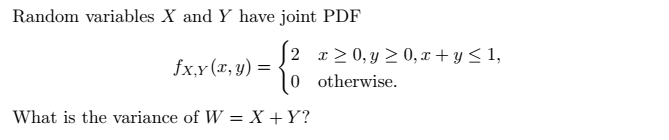 Random variables X and Y have joint PDF
f_{X,Y}(x, y) = { 2 x ≥ 0, y ≥ 0, x + y ≤ 1,
0 otherwise.
What is the variance of W = X + Y?